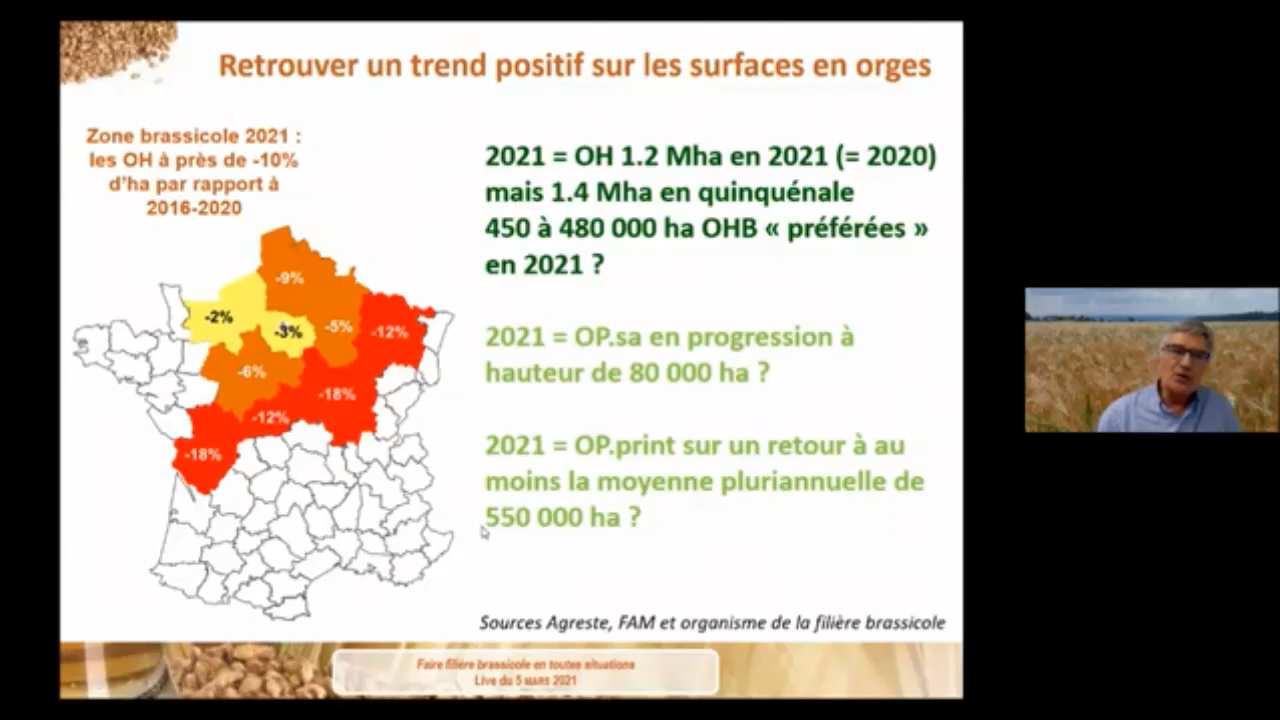 Retrouver un trend positif sur les surfaces en orges
Zone brassicole 2021 :
les OH à près de -10%
d'ha par rapport à
2016-2020
-9%
-2%
-3%
-5%
-12%
-6%
-18%
-12%
-18%
2021 = OH 1.2 Mha en 2021 (= 2020)
mais 1.4 Mha en quinquénale
450 à 480 000 ha OHB « préférées »
en 2021 ?
2021 = OP.sa en progression à
hauteur de 80 000 ha ?
2021 = OP.print sur un retour à au
moins la moyenne pluriannuelle de
550 000 ha ?
Sources Agreste, FAM et organisme de la filière brassicole
Faire filière brassicole en toutes situations
Live du 5 mars 2021